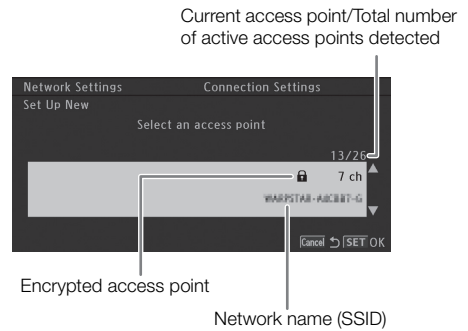 Current access point/Total number
of active access points detected
Network Settings Connection Settings
Set Up New
Select an access point
13/26
7 ch
Cancel SET OK
Encrypted access point
Network name (SSID)